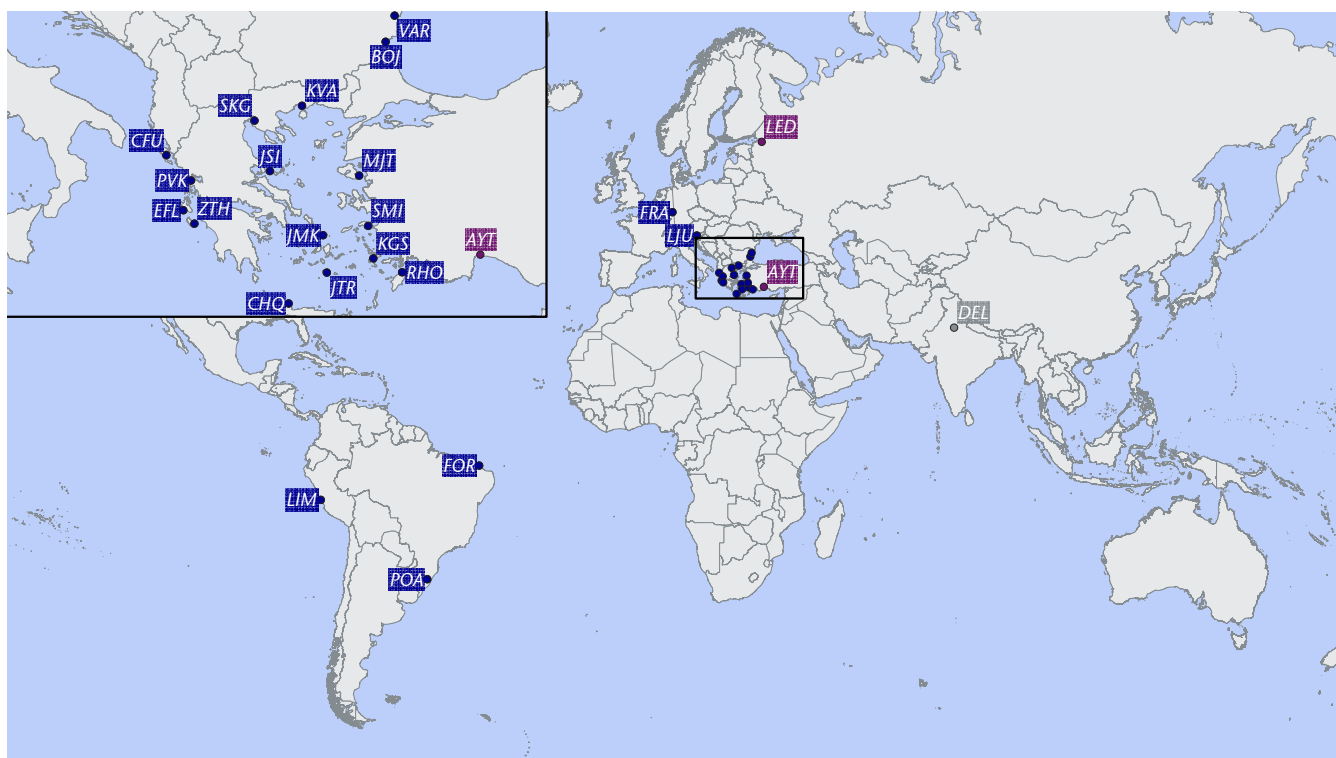 VAR
BOJ
KVA
SKG
CFU
JSI
MJT
PVK
EFL
ZTH
SMI
JMK
KGS
AYT
RHO
JTR
CHQ
LED
FRA
LJU
AYT
DEL
FOR
LIM
POA